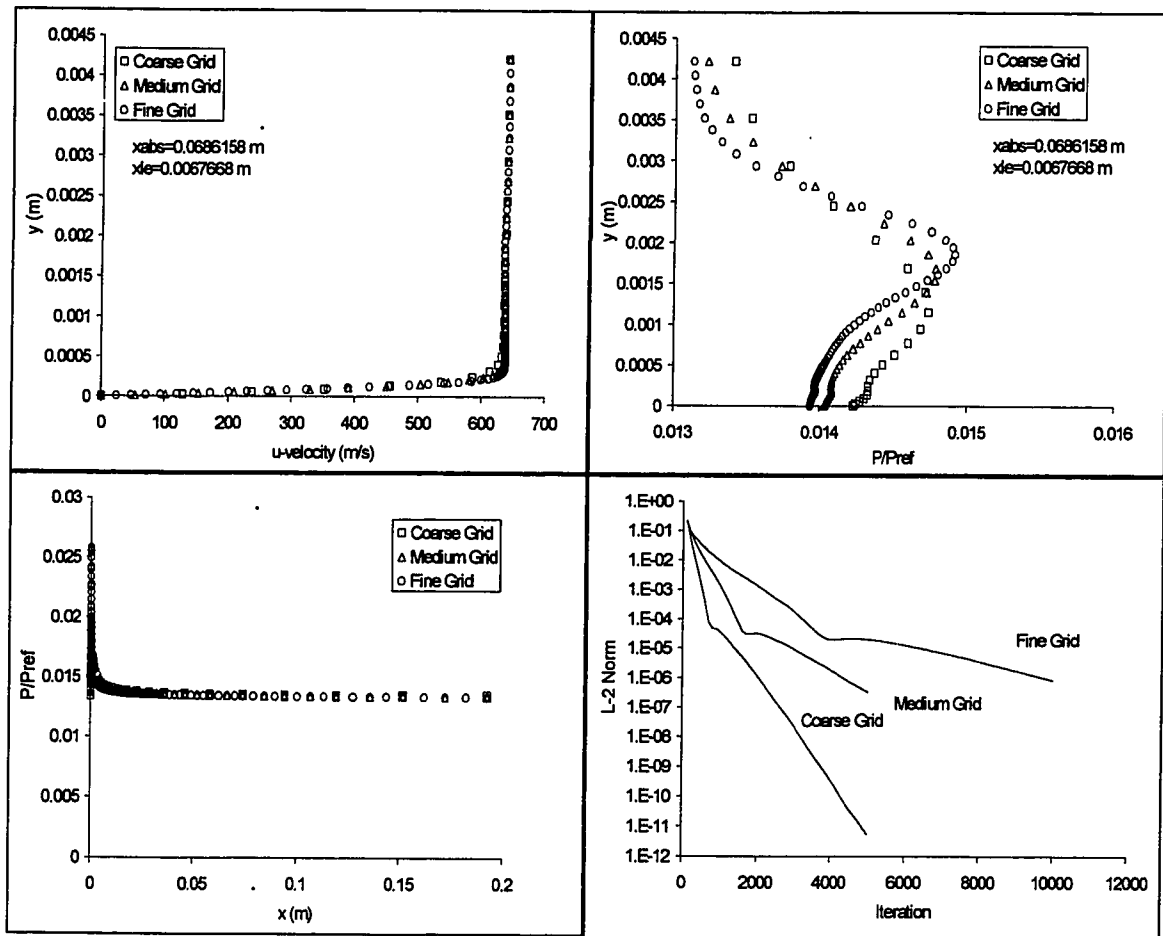 0.0045
0.004
0.0035
0.003
0.0025
0.002
0.0015
0.001
0.0005
0
y (m)
Coarse Grid
Medium Grid
Fine Grid
xabs=0.0686158 m
xle=0.0067668 m
0 100 200 300 400 500 600 700
u-velocity (m/s)
0.0045
0.004
0.0035
0.003
0.0025
0.002
0.0015
0.001
0.0005
0
y (m)
Coarse Grid
Medium Grid
Fine Grid
xabs=0.0686158 m
xle=0.0067668 m
0.013 0.014 0.015 0.016
P/Pref
0.03
0.025
0.02
0.015
0.01
0.005
0
P/Pref
Coarse Grid
Medium Grid
Fine Grid
0 0.05 0.1 0.15 0.2
x (m)
1.E+00
1.E-01
1.E-02
1.E-03
1.E-04
1.E-05
1.E-06
1.E-07
1.E-08
1.E-09
1.E-10
1.E-11
1.E-12
L-2 Norm
Fine Grid
Medium Grid
Coarse Grid
0 2000 4000 6000 8000 10000 12000
Iteration